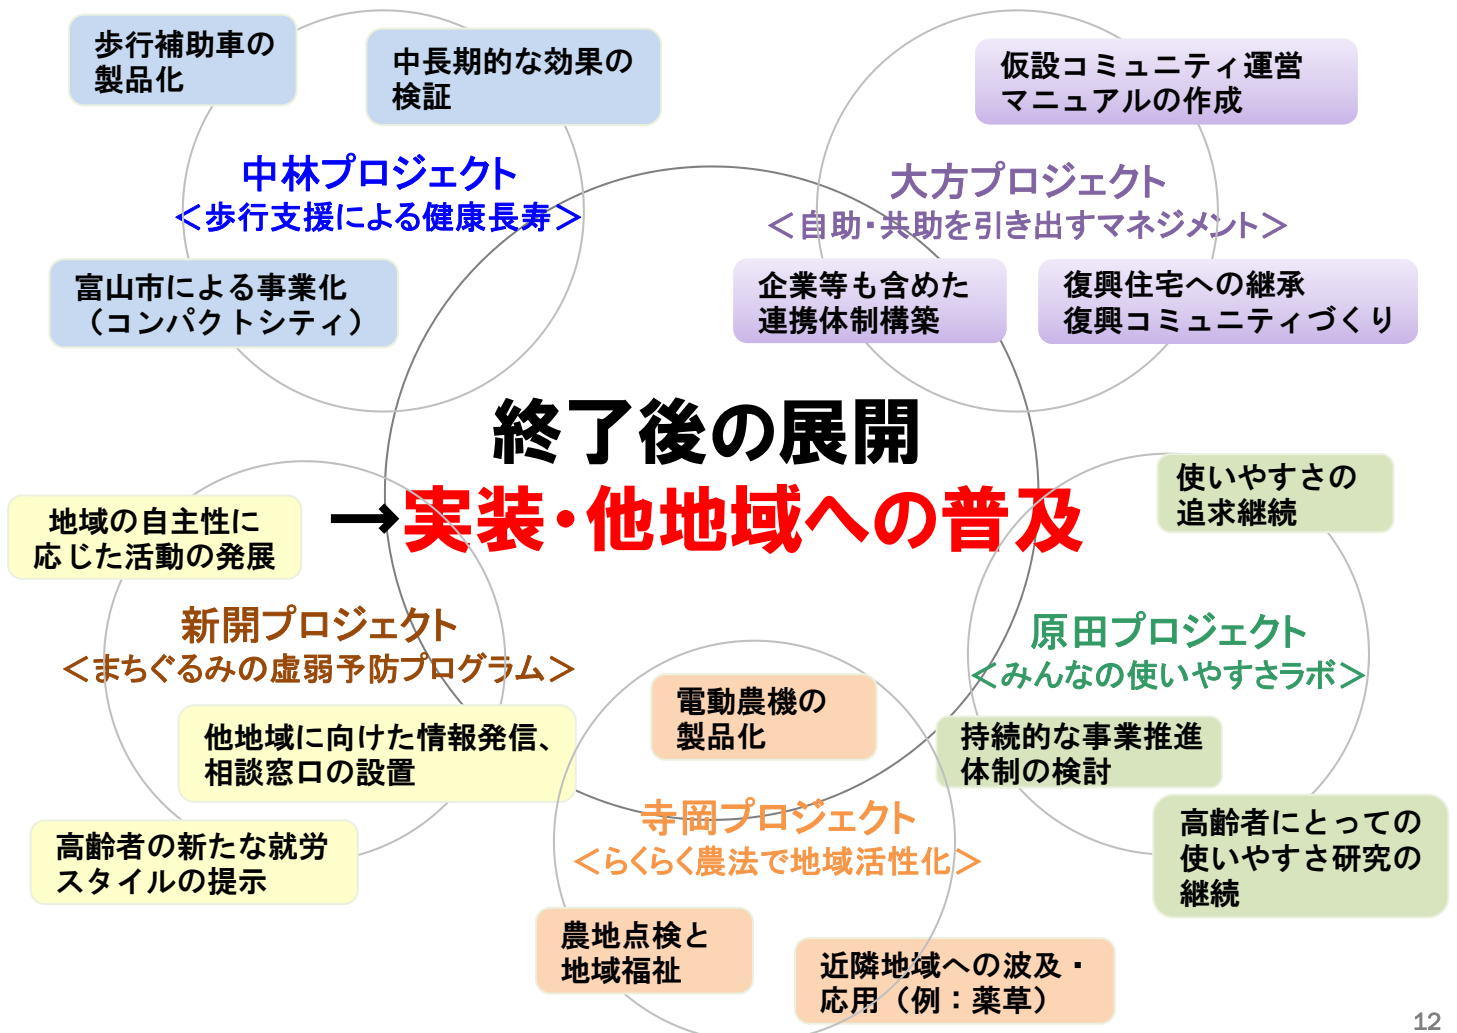 歩行補助車の
製品化
中長期的な効果の
検証
中林プロジェクト
＜歩行支援による健康長寿＞
富山市による事業化
（コンパクトシティ）
仮設コミュニティ運営
マニュアルの作成
大方プロジェクト
＜自助・共助を引き出すマネジメント＞
企業等も含めた
連携体制構築
復興住宅への継承
復興コミュニティづくり
終了後の展開
→実装・他地域への普及
地域の自主性に
応じた活動の発展
新開プロジェクト
＜まちぐるみの虚弱予防プログラム＞
他地域に向けた情報発信、
相談窓口の設置
高齢者の新たな就労
スタイルの提示
電動農機の
製品化
寺岡プロジェクト
＜らくらく農法で地域活性化＞
農地点検と
地域福祉
近隣地域への波及・
応用（例：薬草）
使いやすさの
追求継続
原田プロジェクト
＜みんなの使いやすさラボ＞
持続的な事業推進
体制の検討
高齢者にとっての
使いやすさ研究の
継続
12